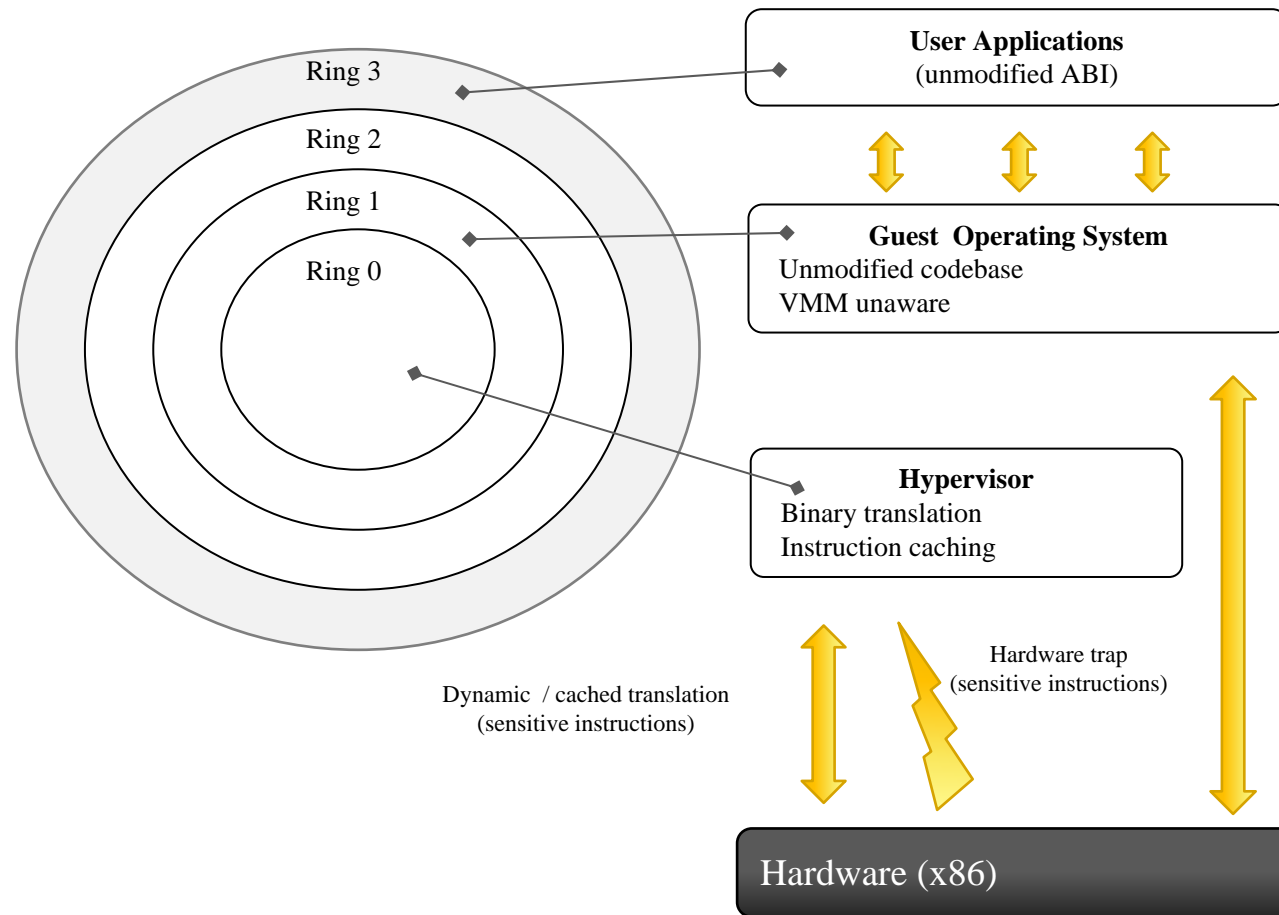 Ring 3
Ring 2
Ring 1
Ring 0
User Applications
(unmodified ABI)
Guest Operating System
Unmodified codebase
VMM unaware
Hypervisor
Binary translation
Instruction caching
Dynamic / cached translation
(sensitive instructions)
Hardware trap
(sensitive instructions)
Hardware (x86)